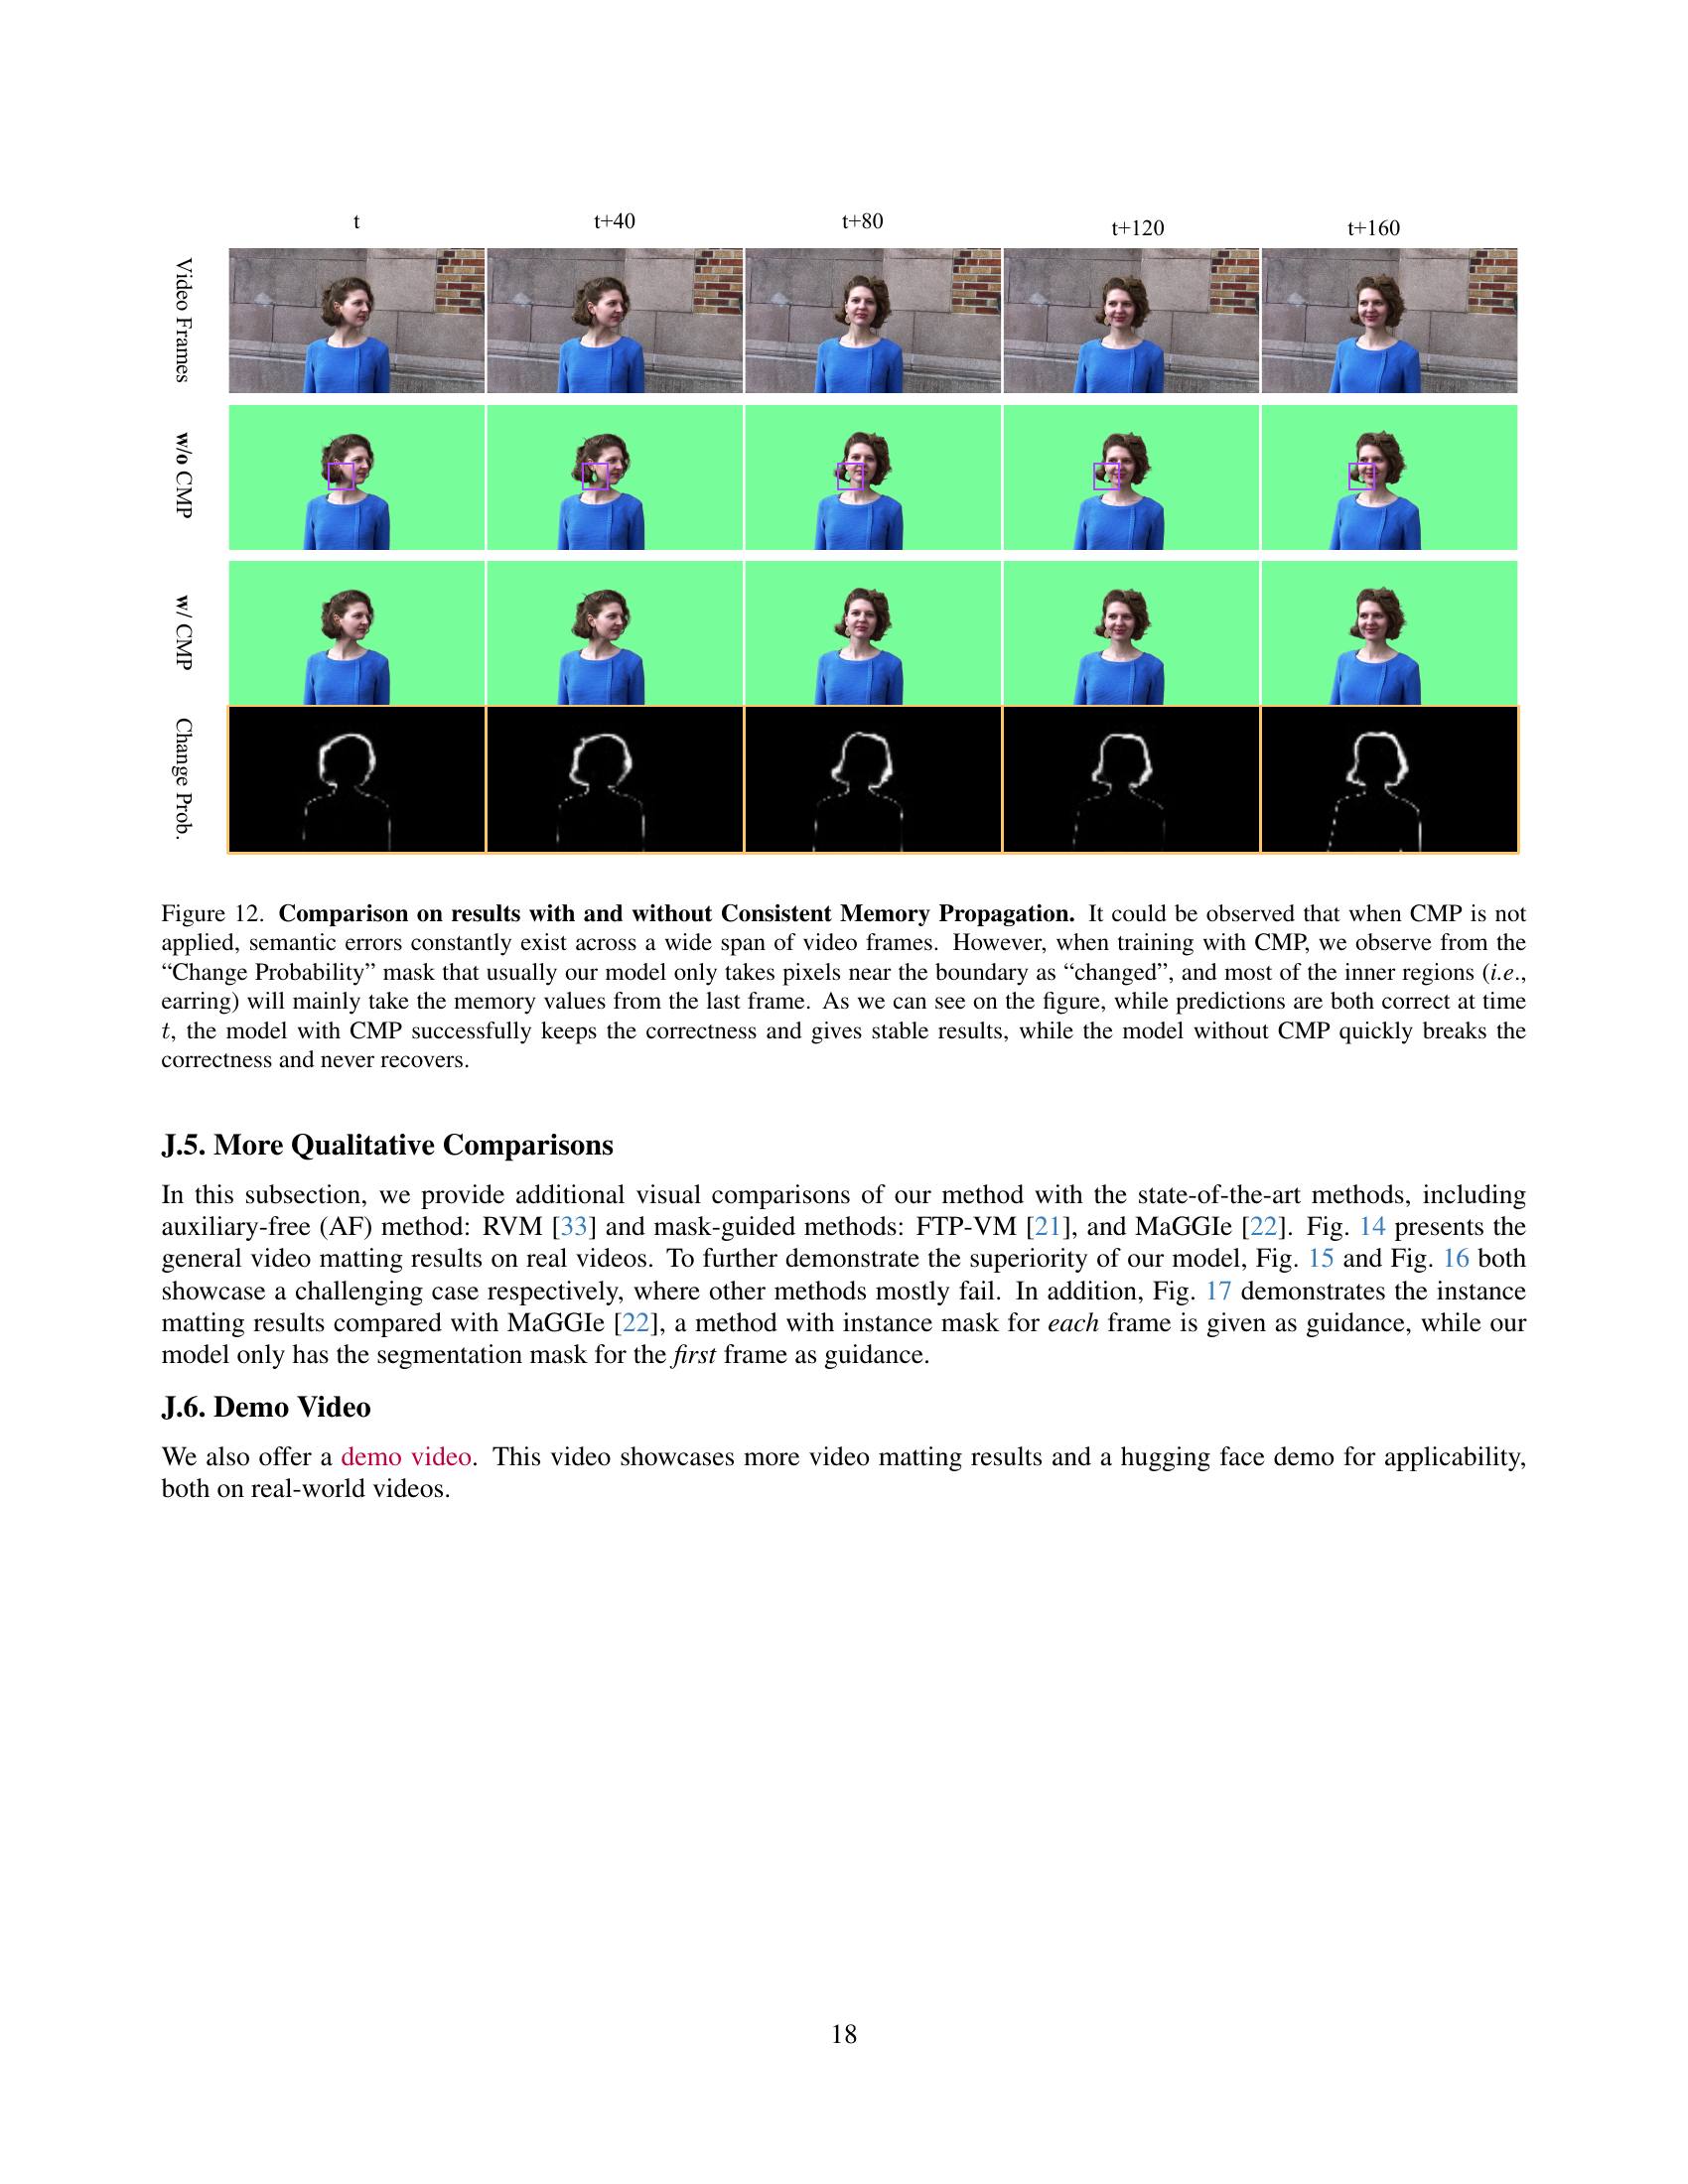 t
t+40
t+80
t+120
t+160
Video Frames
w/o CMP
w/ CMP
Change Prob.
Figure 12. Comparison on results with and without Consistent Memory Propagation. It could be observed that when CMP is not
applied, semantic errors constantly exist across a wide span of video frames. However, when training with CMP, we observe from the
“Change Probability” mask that usually our model only takes pixels near the boundary as “changed”, and most of the inner regions (i.e.,
earring) will mainly take the memory values from the last frame. As we can see on the figure, while predictions are both correct at time
t, the model with CMP successfully keeps the correctness and gives stable results, while the model without CMP quickly breaks the
correctness and never recovers.
J.5. More Qualitative Comparisons
In this subsection, we provide additional visual comparisons of our method with the state-of-the-art methods, including
auxiliary-free (AF) method: RVM [33] and mask-guided methods: FTP-VM [21], and MaGGIe [22]. Fig. 14 presents the
general video matting results on real videos. To further demonstrate the superiority of our model, Fig. 15 and Fig. 16 both
showcase a challenging case respectively, where other methods mostly fail. In addition, Fig. 17 demonstrates the instance
matting results compared with MaGGIe [22], a method with instance mask for each frame is given as guidance, while our
model only has the segmentation mask for the first frame as guidance.
J.6. Demo Video
We also offer a demo video. This video showcases more video matting results and a hugging face demo for applicability,
both on real-world videos.
18